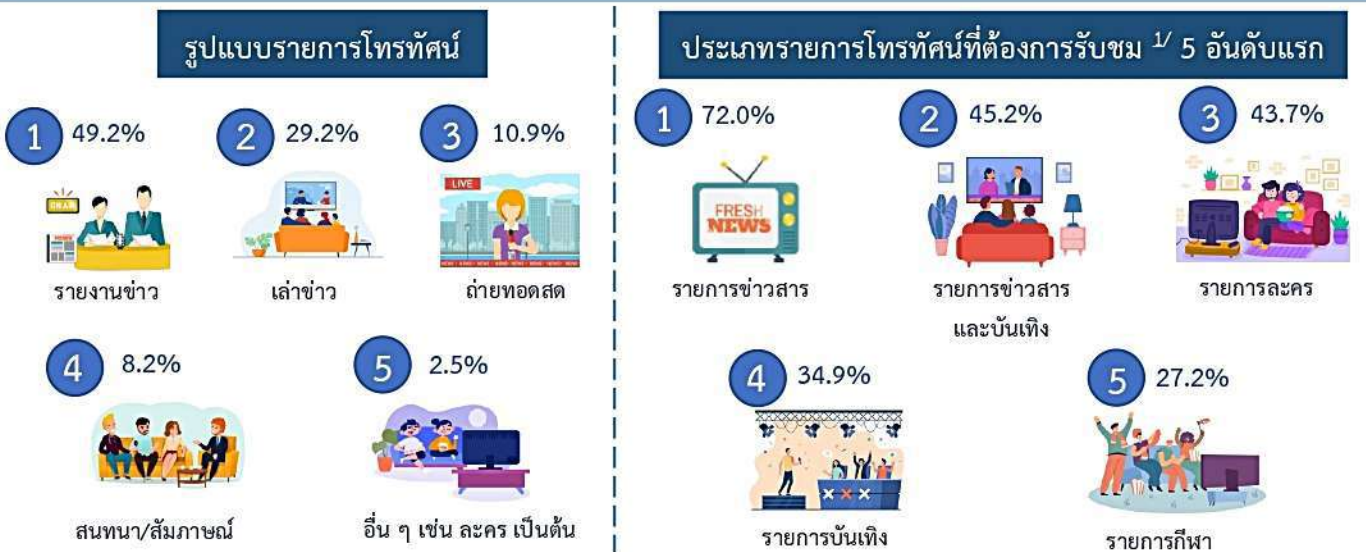 รูปแบบรายการโทรทัศน์
1 49.2%
2 29.2%
3 10.9%
ON AIR
NEWS
LIVE
NEWS • NEWS • NEWS • NEWS • NEWS • NEWS
รายงานข่าว
เล่าข่าว
ถ่ายทอดสด
4 8.2%
5 2.5%
สนทนา/สัมภาษณ์
อื่น ๆ เช่น ละคร เป็นต้น
ประเภทรายการโทรทัศน์ที่ต้องการรับชม 1/ 5 อันดับแรก
1 72.0%
2 45.2%
3 43.7%
FRESH
NEWS
รายการข่าวสาร
รายการข่าวสาร
และบันเทิง
รายการละคร
4 34.9%
5 27.2%
รายการบันเทิง
รายการกีฬา